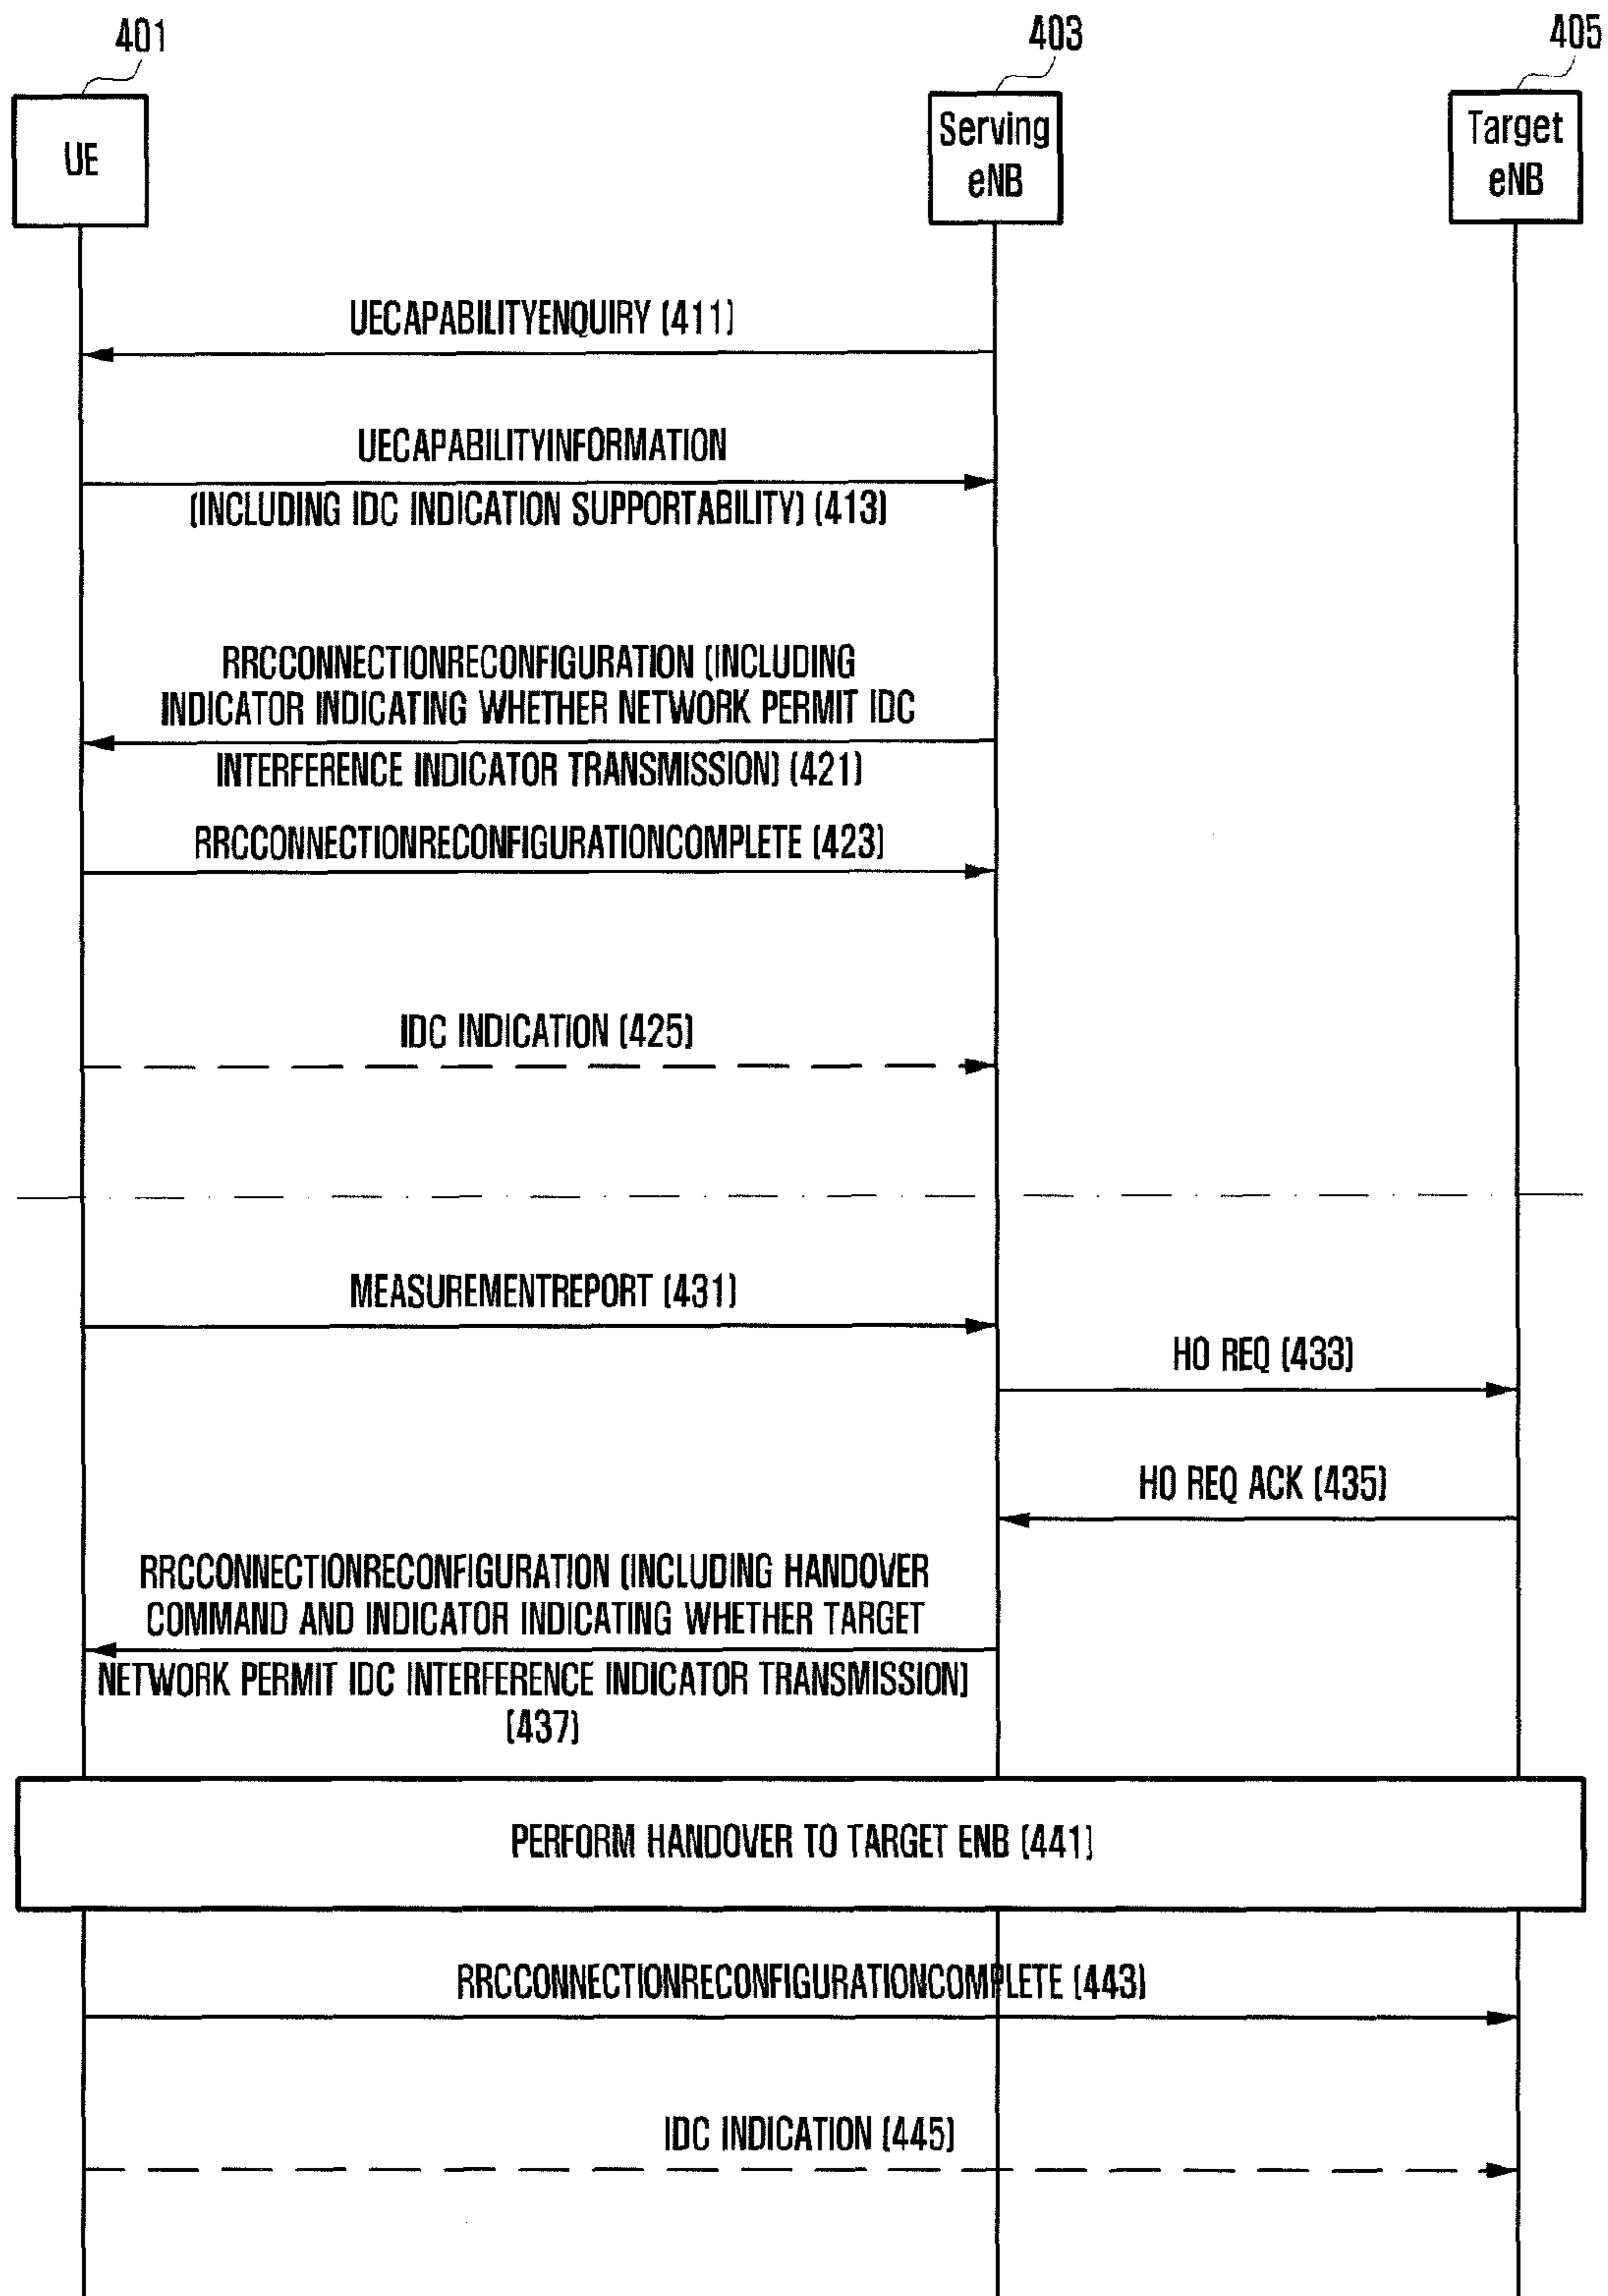 401
403
405
UE
Serving
eNB
Target
eNB
UECAPABILITYENQUIRY (411)
UECAPABILITYINFORMATION
(INCLUDING IDC INDICATION SUPPORTABILITY) (413)
RRCCONNECTIONRECONFIGURATION (INCLUDING
INDICATOR INDICATING WHETHER NETWORK PERMIT IDC
INTERFERENCE INDICATOR TRANSMISSION) (421)
RRCCONNECTIONRECONFIGURATIONCOMPLETE (423)
IDC INDICATION (425)
MEASUREMENTREPORT (431)
HO REQ (433)
HO REQ ACK (435)
RRCCONNECTIONRECONFIGURATION (INCLUDING HANDOVER
COMMAND AND INDICATOR INDICATING WHETHER TARGET
NETWORK PERMIT IDC INTERFERENCE INDICATOR TRANSMISSION)
(437)
PERFORM HANDOVER TO TARGET ENB (441)
RRCCONNECTIONRECONFIGURATIONCOMPLETE (443)
IDC INDICATION (445)